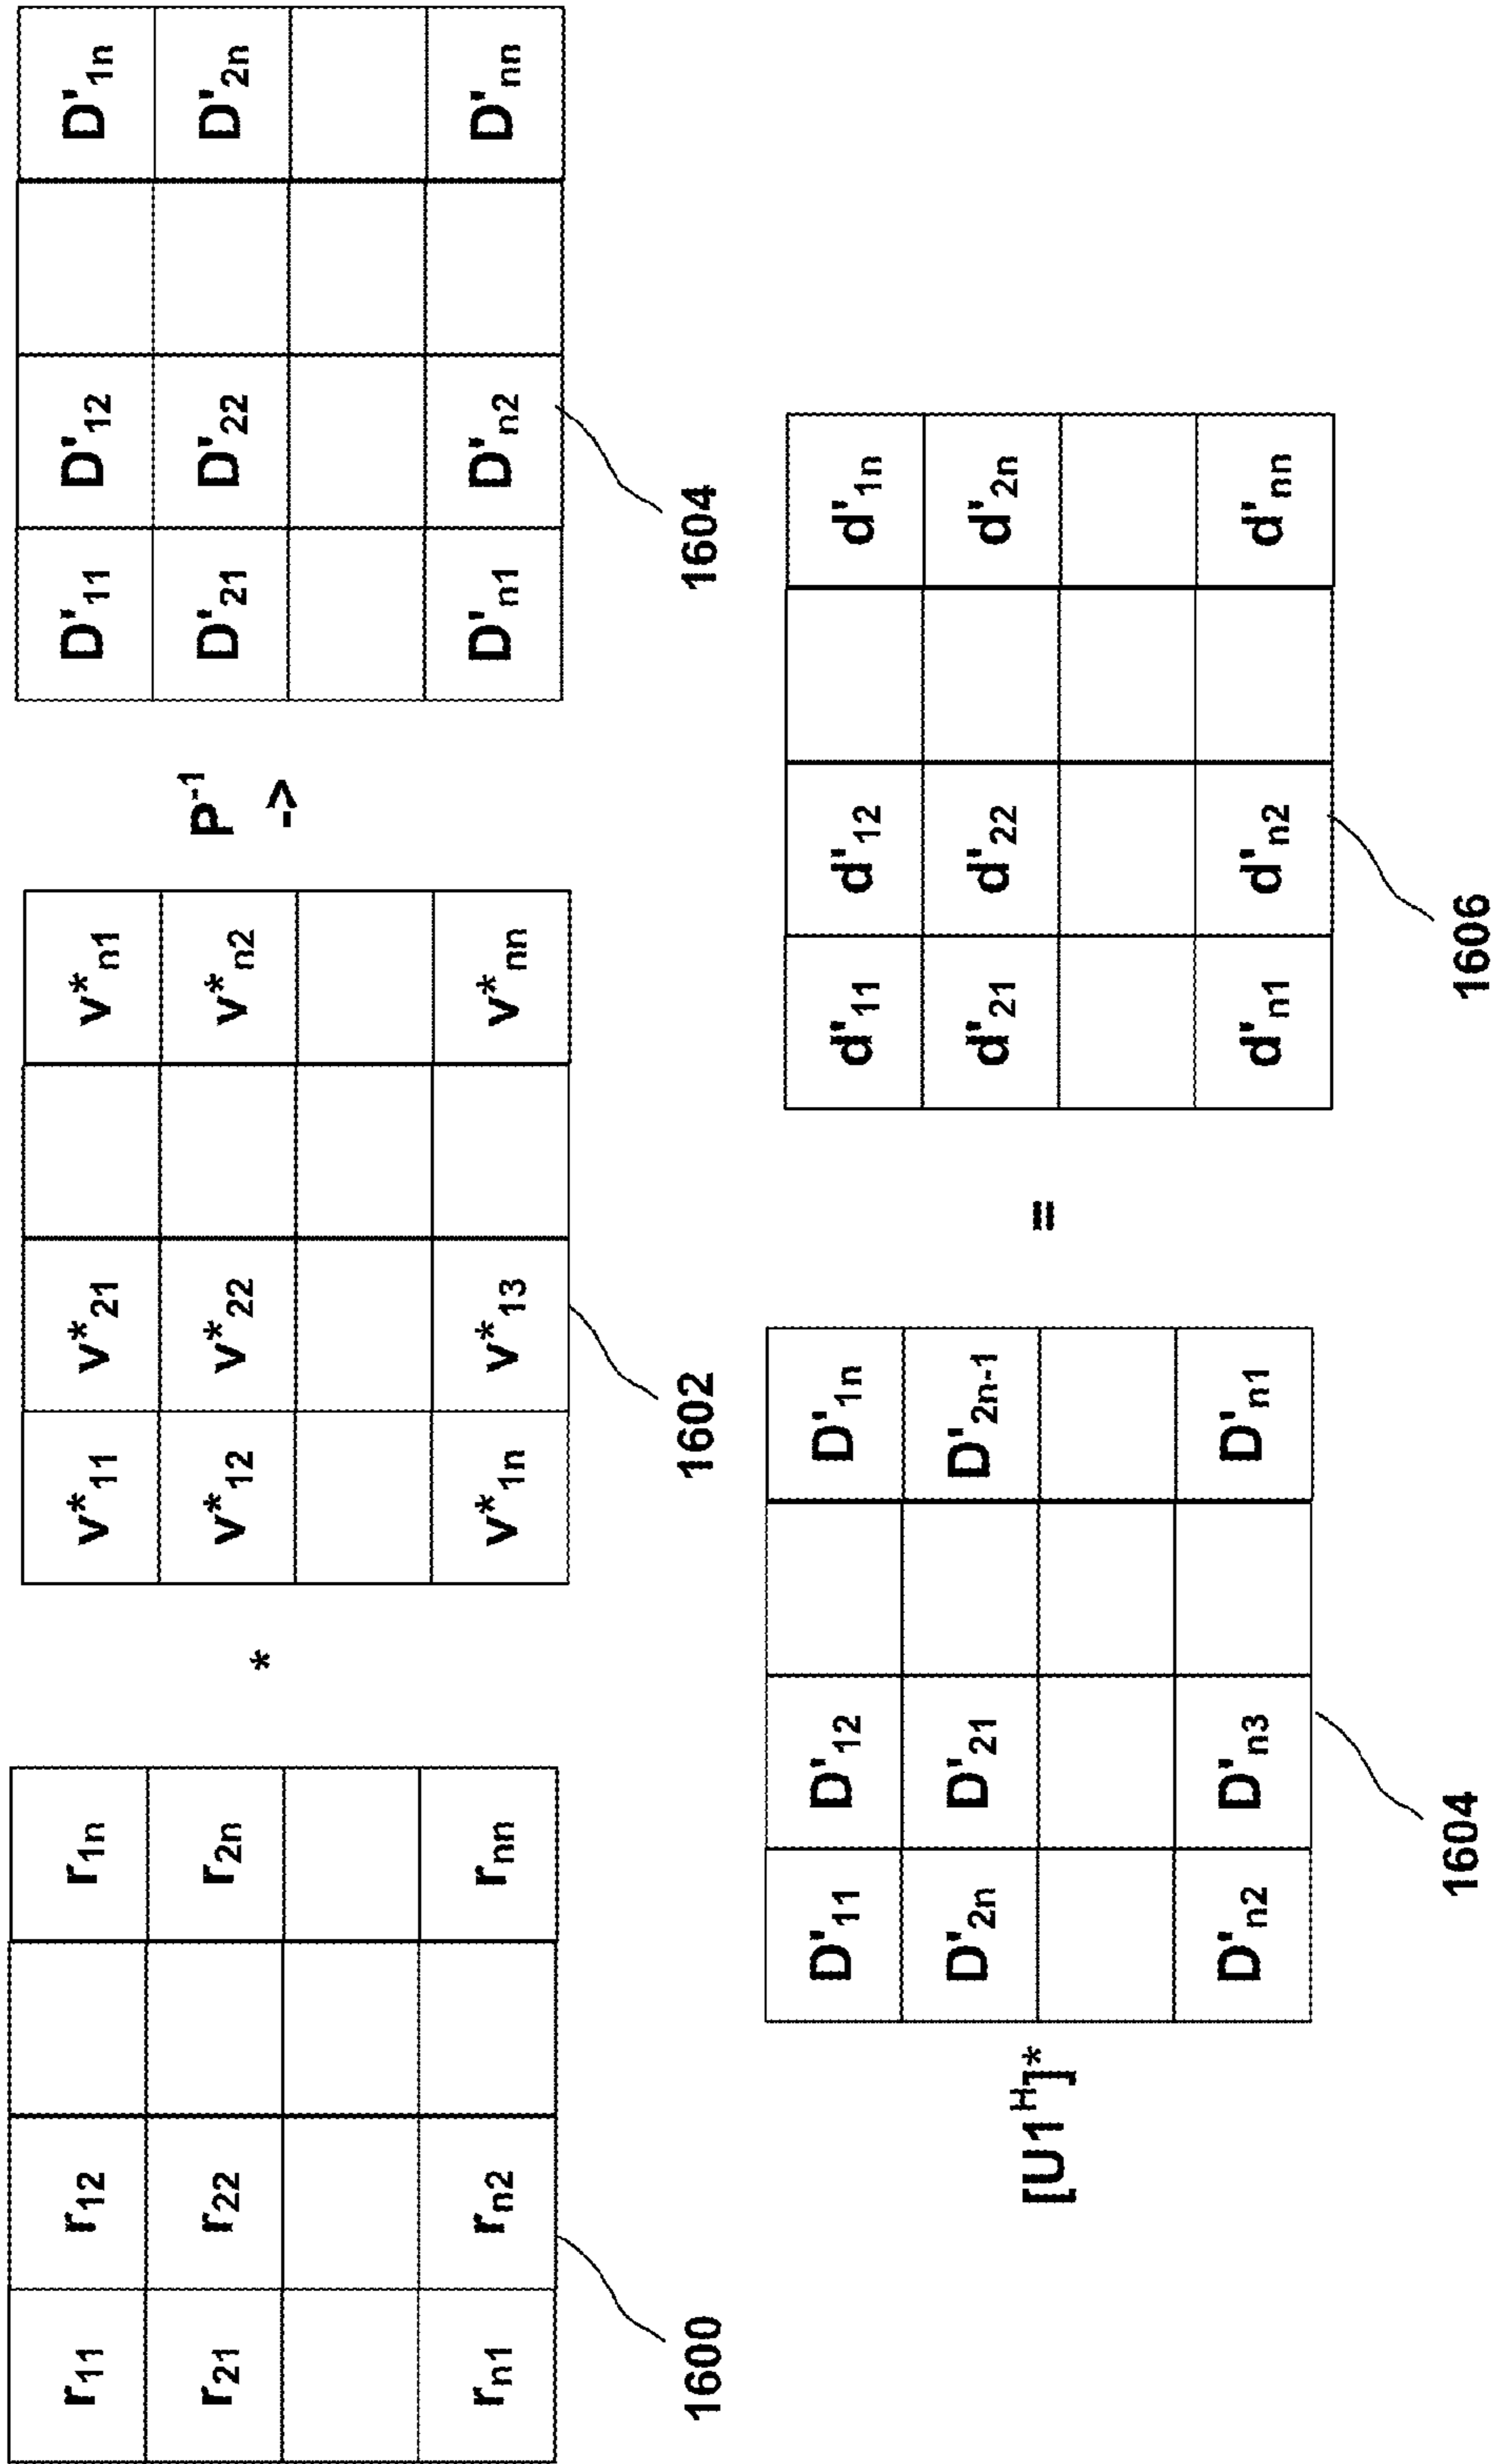 r11 r12 r1n
r21 r22 r2n
rn1 rn2 rnn
1600
*
v*11 v*21 v*n1
v*12 v*22 v*n2
v*1n v*13 v*nn
1602
P-1
->
D'11 D'12 D'1n
D'21 D'22 D'2n
D'n1 D'n2 D'nn
1604
[U1H]*
D'11 D'12 D'1n
D'2n D'21 D'2n-1
D'n2 D'n3 D'n1
1604
=
d'11 d'12 d'1n
d'21 d'22 d'2n
d'n1 d'n2 d'nn
1606